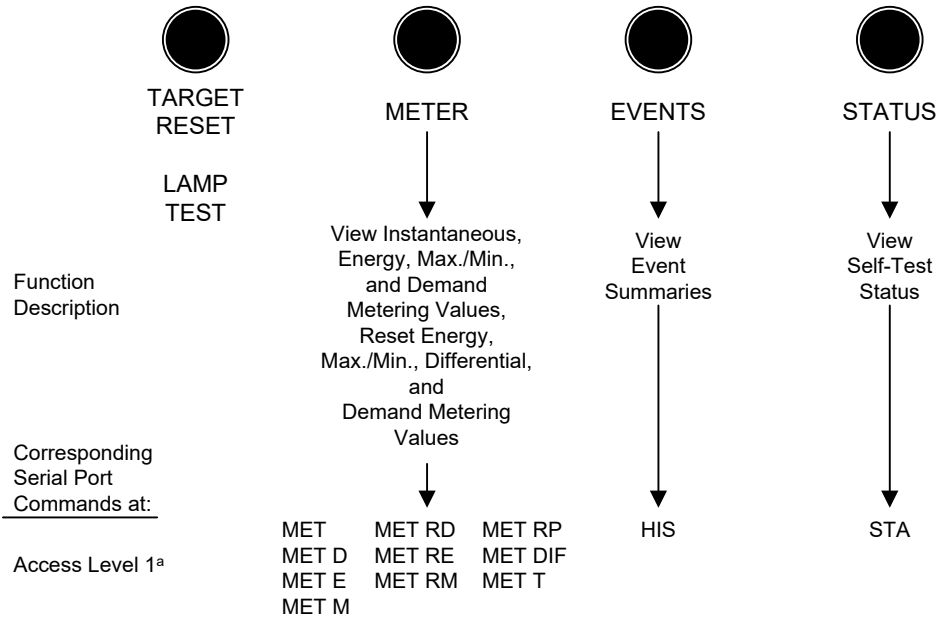 TARGET
RESET
LAMP
TEST
METER
EVENTS
STATUS
Function
Description
View Instantaneous,
Energy, Max./Min.,
and Demand
Metering Values,
Reset Energy,
Max./Min., Differential,
and
Demand Metering
Values
View
Event
Summaries
View
Self-Test
Status
Corresponding
Serial Port
Commands at:
Access Level 1ᵃ
MET MET RD MET RP
MET D MET RE MET DIF
MET E MET RM MET T
MET M
HIS
STA